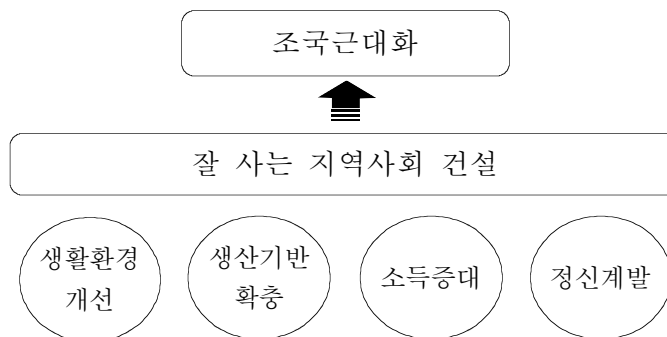 조국근대화
잘 사는 지역사회 건설
생활환경
개선
생산기반
확충
소득증대
정신계발